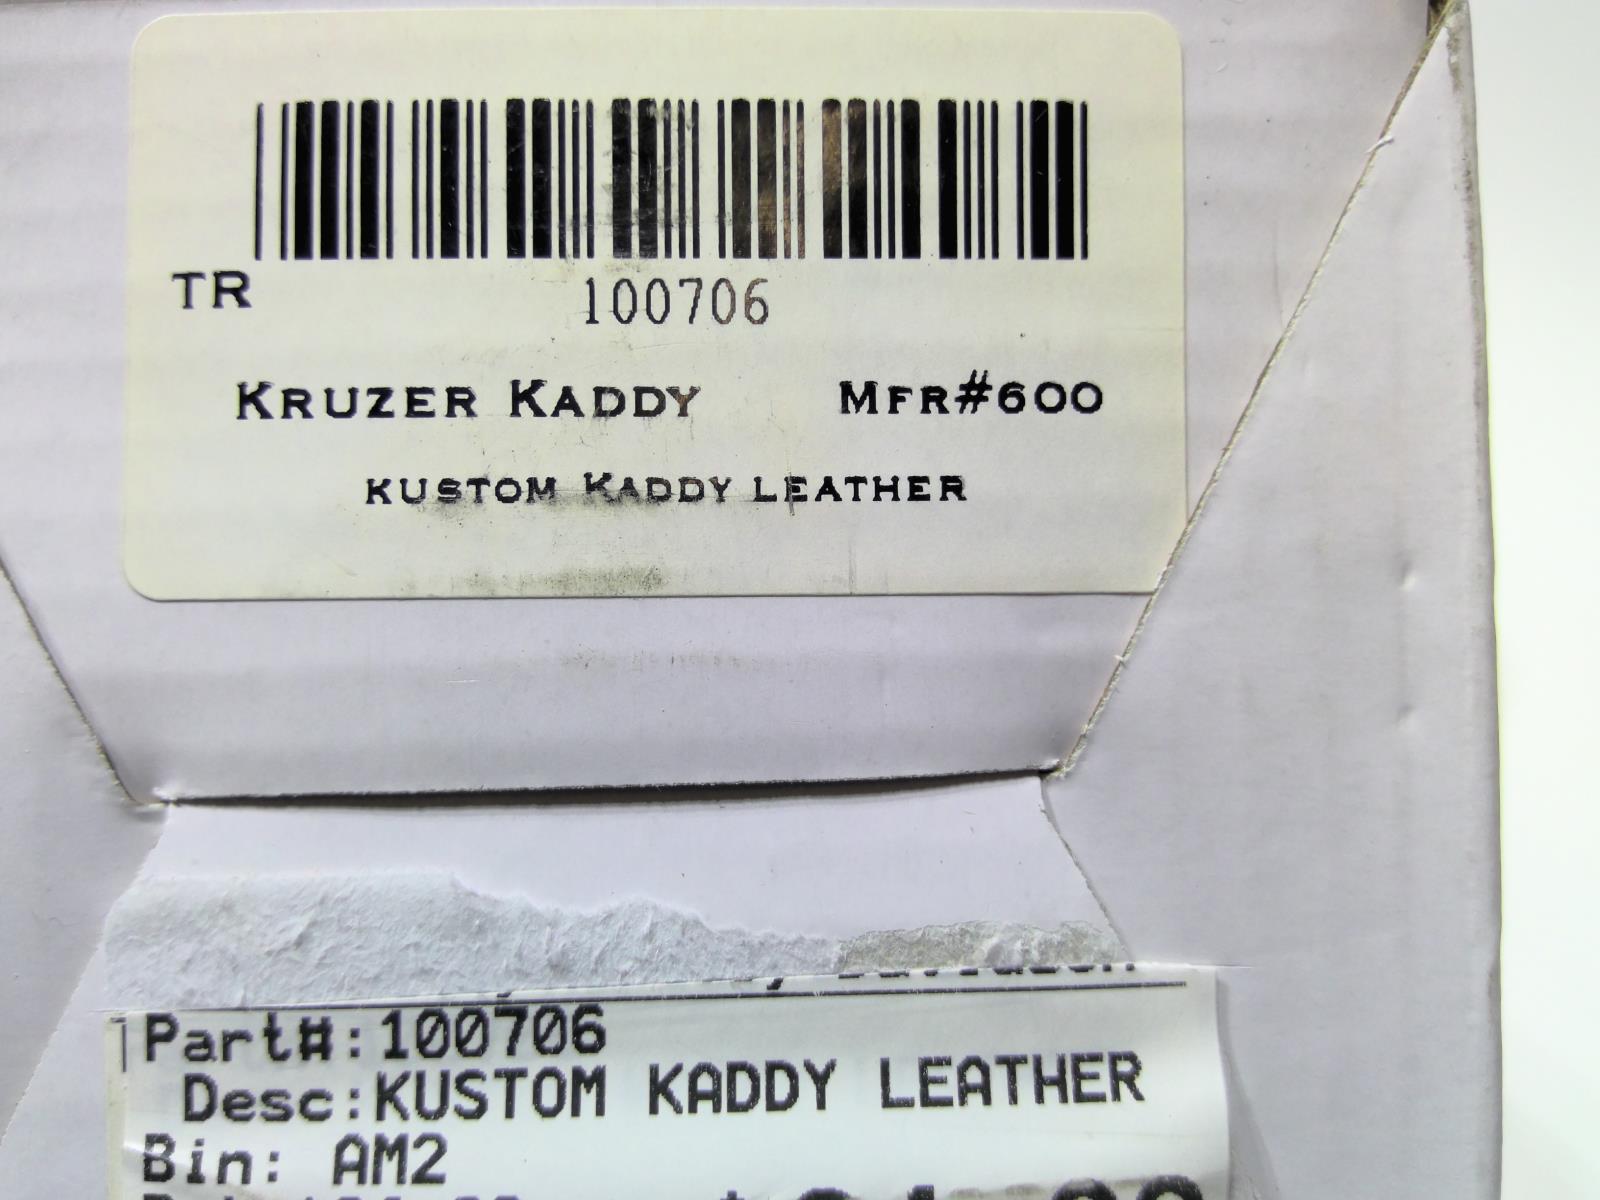 TR
100706
KRUZER KADDY MFR#600
KUSTOM KADDY LEATHER
Part#:100706
Desc:KUSTOM KADDY LEATHER
Bin: AM2